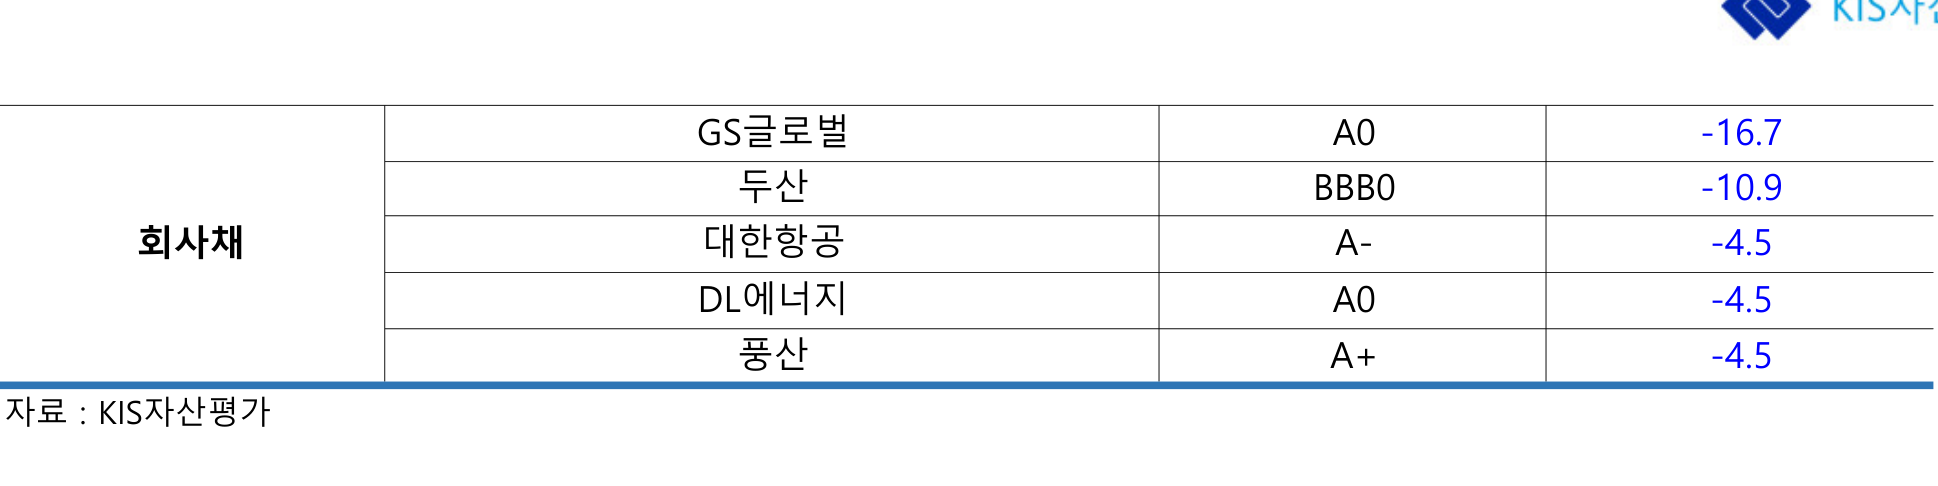 KIS자산
GS글로벌 A0 -16.7
두산 BBB0 -10.9
회사채 대한항공 A- -4.5
DL에너지 A0 -4.5
풍산 A+ -4.5
자료 : KIS자산평가